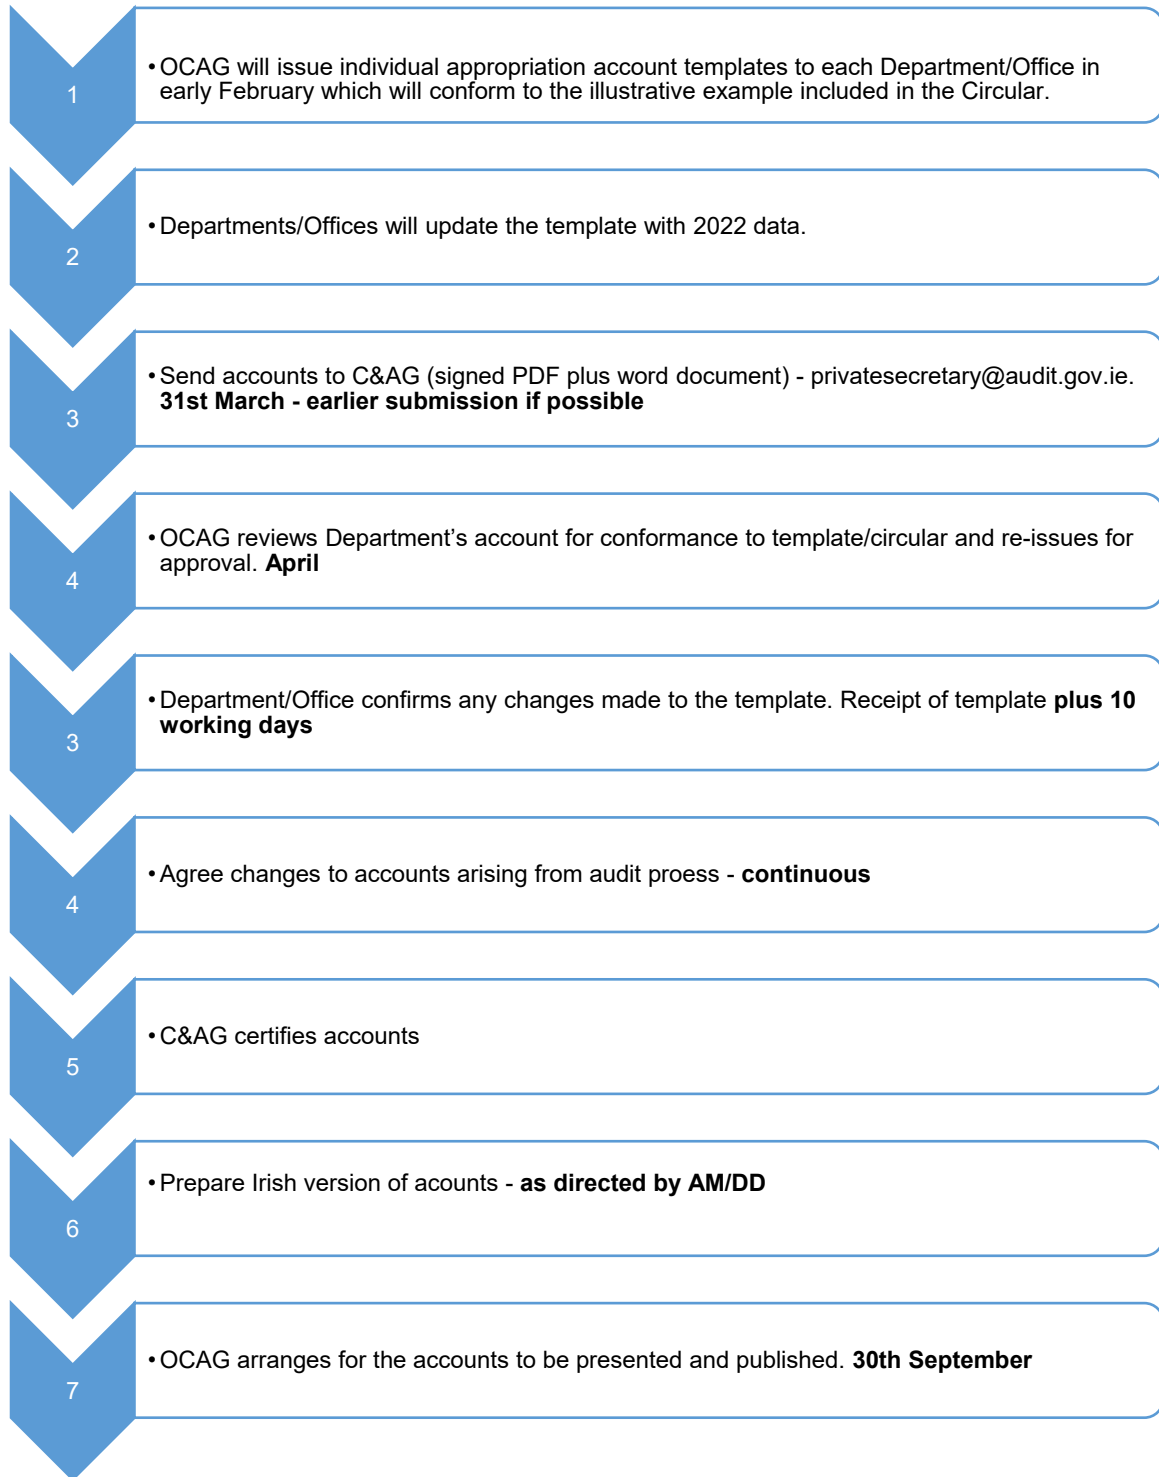 1
• OCAG will issue individual appropriation account templates to each Department/Office in
early February which will conform to the illustrative example included in the Circular.
2
• Departments/Offices will update the template with 2022 data.
3
• Send accounts to C&AG (signed PDF plus word document) - privatesecretary@audit.gov.ie.
31st March - earlier submission if possible
4
• OCAG reviews Department’s account for conformance to template/circular and re-issues for
approval. April
3
• Department/Office confirms any changes made to the template. Receipt of template plus 10
working days
4
• Agree changes to accounts arising from audit proess - continuous
5
• C&AG certifies accounts
6
• Prepare Irish version of acounts - as directed by AM/DD
7
• OCAG arranges for the accounts to be presented and published. 30th September